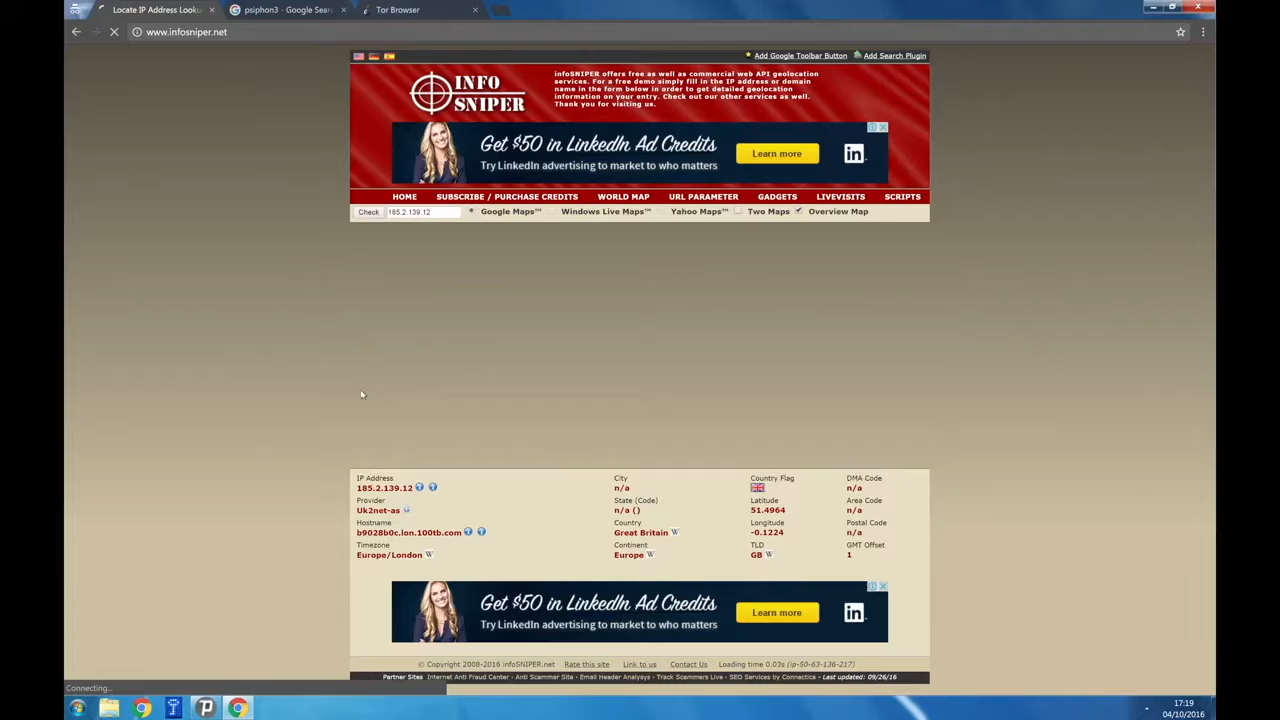 Locate IP Address Looku
psiphon3 - Google Sear
Tor Browser
www.infosniper.net
Add Google Toolbar Button
Add Search Plugin
INFO
SNIPER
infoSNIPER offers free as well as commercial web API geolocation
services. For a free demo simply fill in the IP address or domain
name in the form below in order to get detailed geolocation
information on your entry. Check out our other services as well.
Thank you for visiting us.
Get $50 in LinkedIn Ad Credits
Try LinkedIn advertising to market to who matters
Learn more
in
HOME SUBSCRIBE / PURCHASE CREDITS WORLD MAP URL PARAMETER GADGETS LIVEVISITS SCRIPTS
Check 185.2.139.12 Google Maps™ Windows Live Maps™ Yahoo Maps™ Two Maps Overview Map
IP Address City Country Flag DMA Code
185.2.139.12 n/a n/a
Provider State (Code) Latitude Area Code
Uk2net-as n/a () 51.4964 n/a
Hostname Country Longitude Postal Code
b9028b0c.lon.100tb.com Great Britain W -0.1224 n/a
Timezone Continent TLD GMT Offset
Europe/London W Europe W GB W 1
Get $50 in LinkedIn Ad Credits
Try LinkedIn advertising to market to who matters
Learn more
in
© Copyright 2008-2016 infoSNIPER.net Rate this site Link to us Contact Us Loading time 0.03s (ip-50-63-136-217)
Partner Sites Internet Anti Fraud Center - Anti Scammer Site - Email Header Analysys - Track Scammers Live - SEO Services by Connectica - Last updated: 09/26/16
Connecting...
17:19
04/10/2016